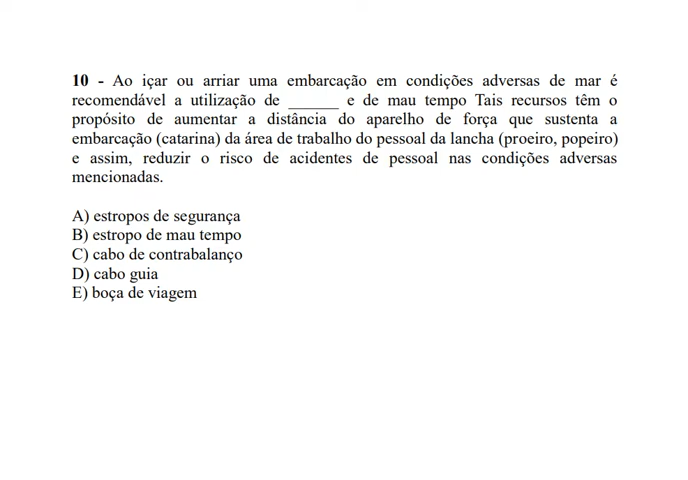 10 - Ao içar ou arriar uma embarcação em condições adversas de mar é
recomendável a utilização de ______ e de mau tempo Tais recursos têm o
propósito de aumentar a distância do aparelho de força que sustenta a
embarcação (catarina) da área de trabalho do pessoal da lancha (proeiro, popeiro)
e assim, reduzir o risco de acidentes de pessoal nas condições adversas
mencionadas.
A) estropos de segurança
B) estropo de mau tempo
C) cabo de contrabalanço
D) cabo guia
E) boça de viagem